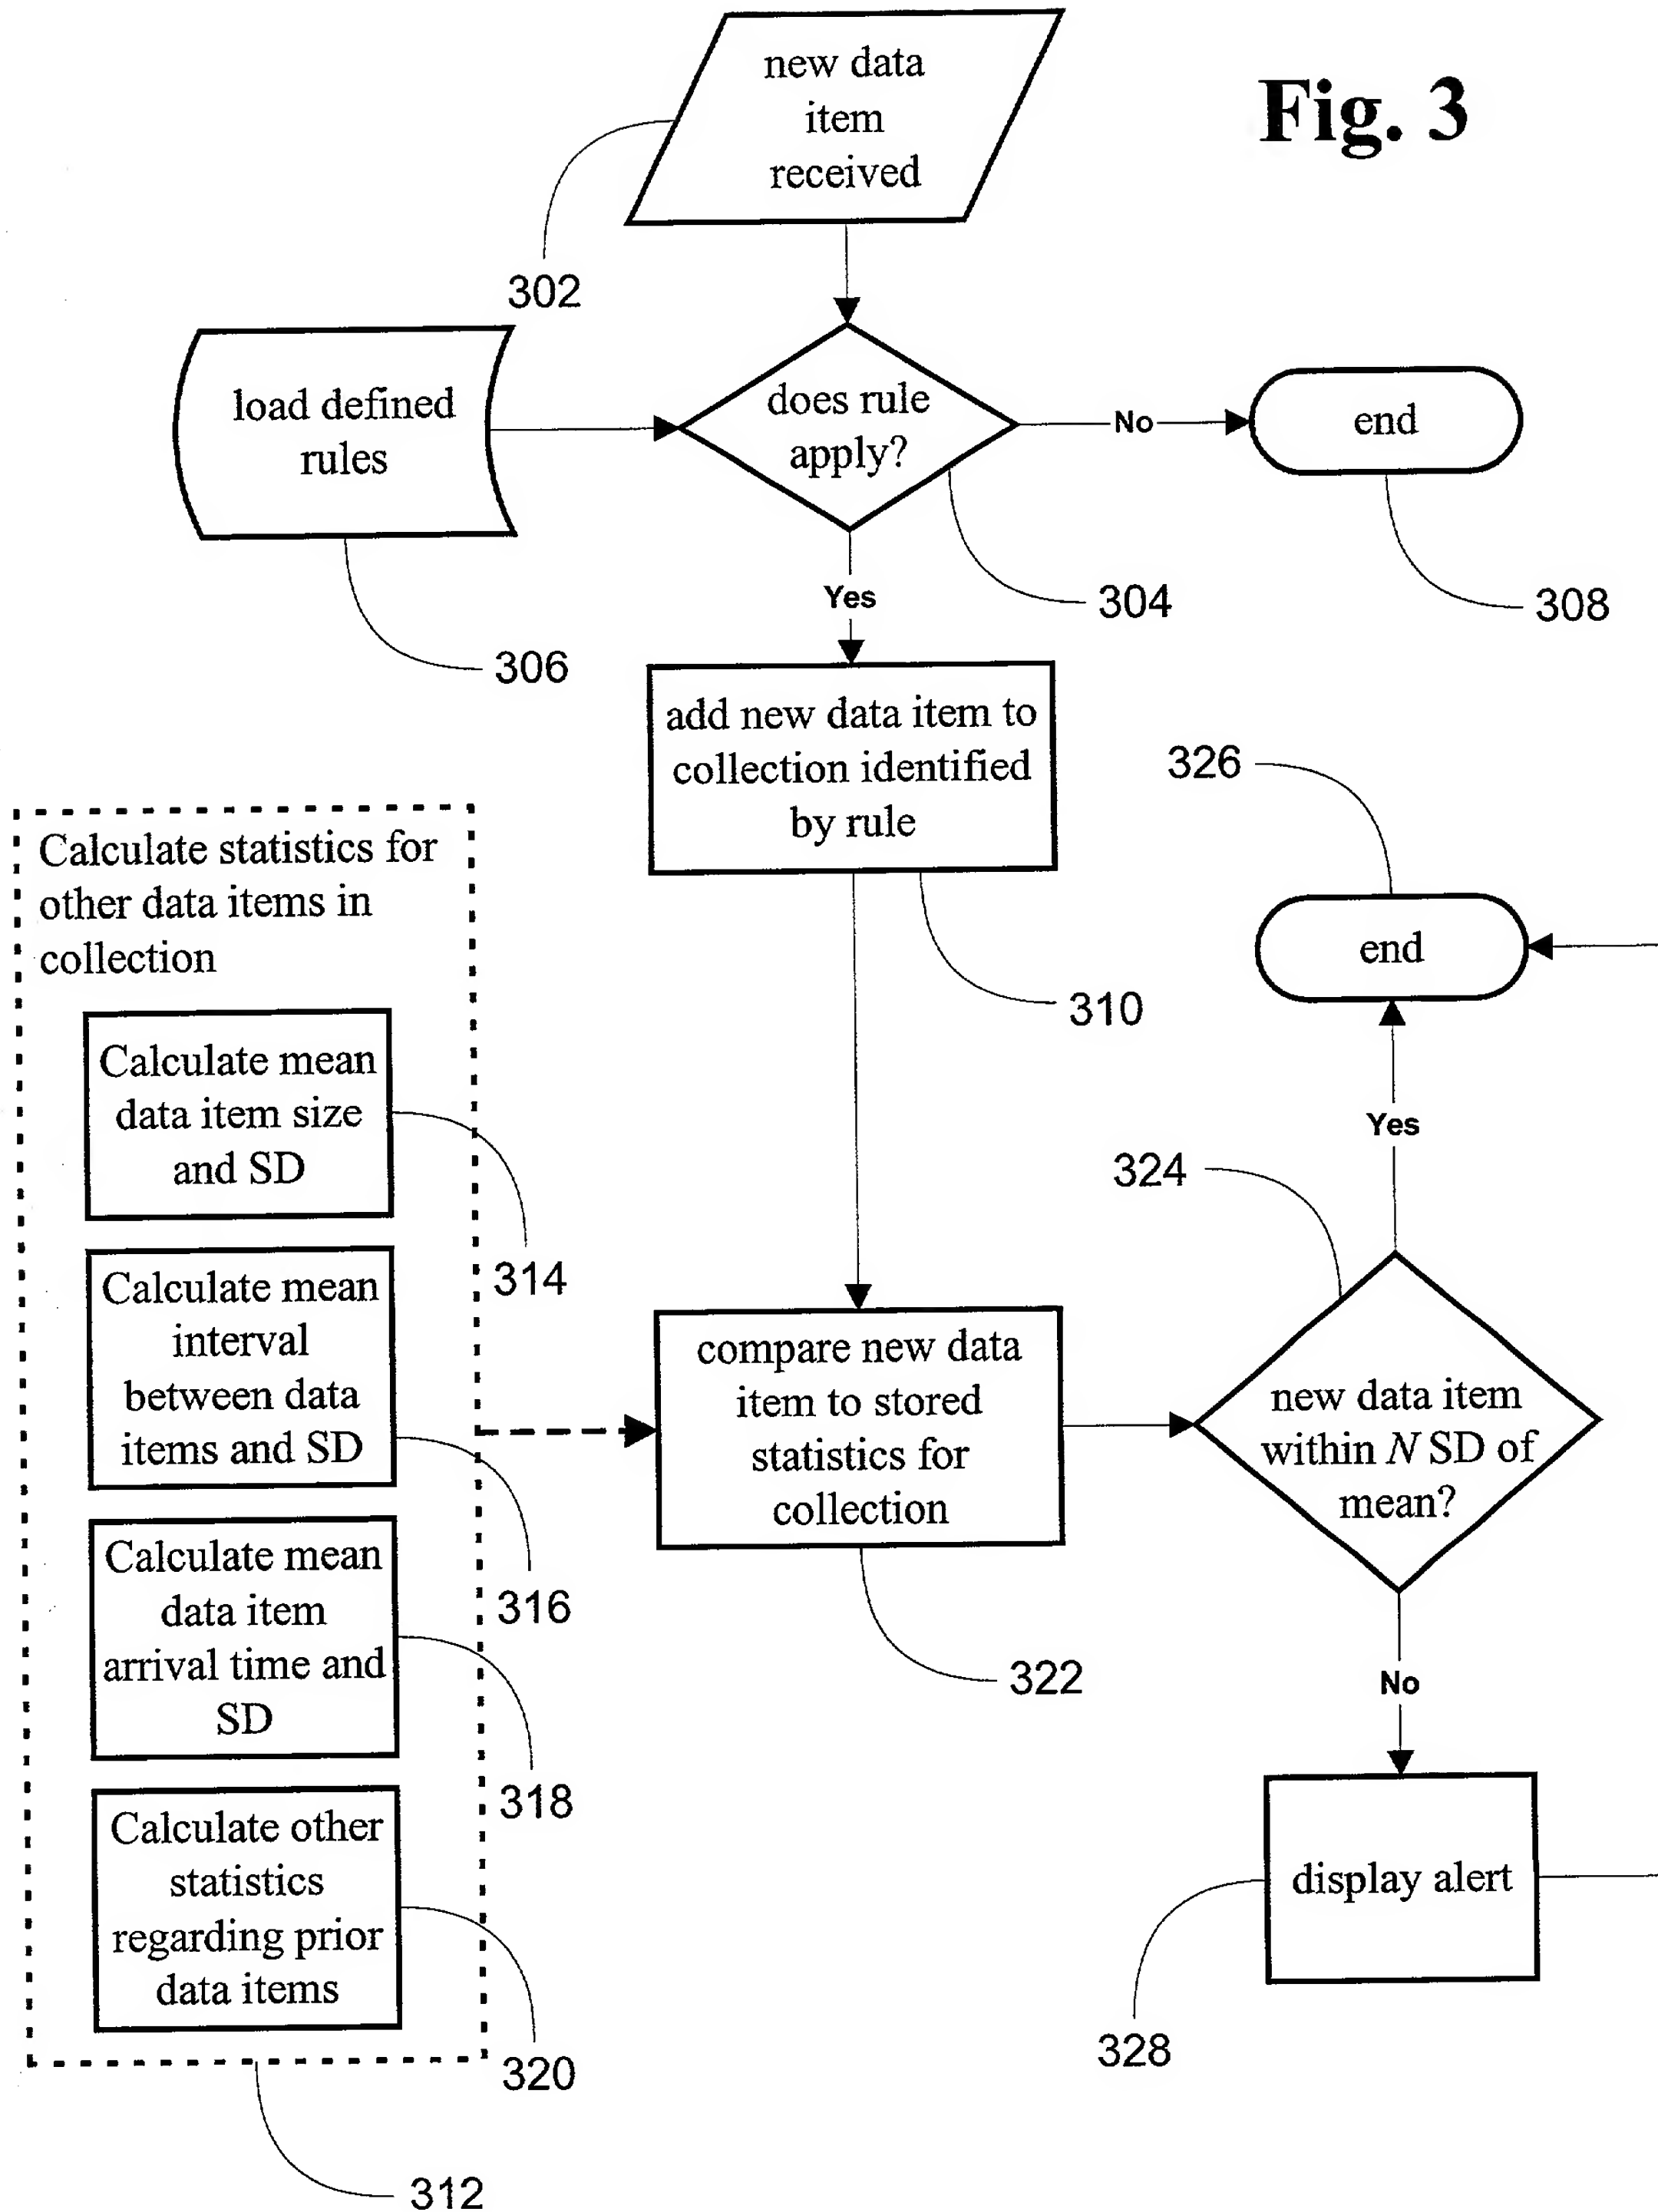 new data
item
received
Fig. 3
302
load defined
rules
does rule
apply?
No
end
Yes
304
308
306
add new data item to
collection identified
by rule
326
Calculate statistics for
other data items in
collection
end
310
Calculate mean
data item size
and SD
Yes
324
314
Calculate mean
interval
between data
items and SD
compare new data
item to stored
statistics for
collection
new data item
within N SD of
mean?
316
Calculate mean
data item
arrival time and
SD
322
No
318
Calculate other
statistics
regarding prior
data items
display alert
328
320
312